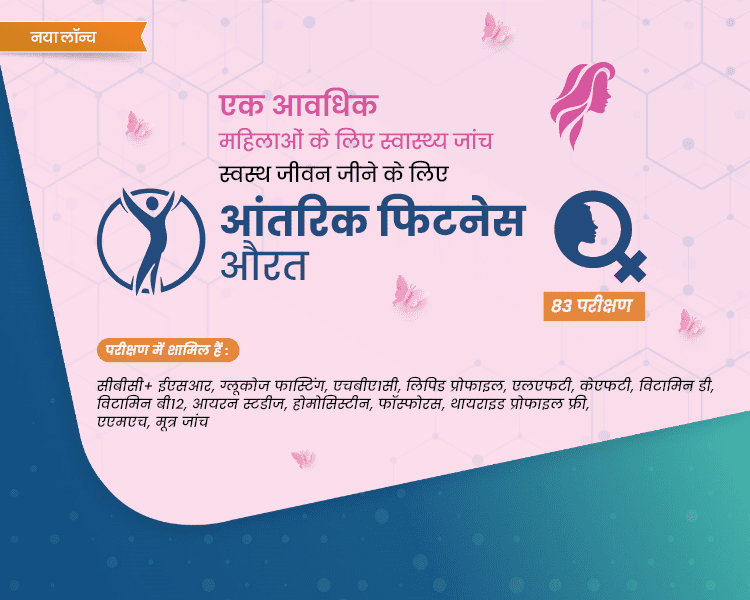 नया लॉन्च
एक आवधिक
महिलाओं के लिए स्वास्थ्य जांच
स्वस्थ जीवन जीने के लिए
आंतरिक फिटनेस
औरत
83 परीक्षण
परीक्षण में शामिल हैं :
सीबीसी+ ईएसआर, ग्लूकोज फास्टिंग, एचबीए1सी, लिपिड प्रोफाइल, एलएफटी, केएफटी, विटामिन डी,
विटामिन बी12, आयरन स्टडीज, होमोसिस्टीन, फॉस्फोरस, थायराइड प्रोफाइल फ्री,
एएमएच, मूत्र जांच